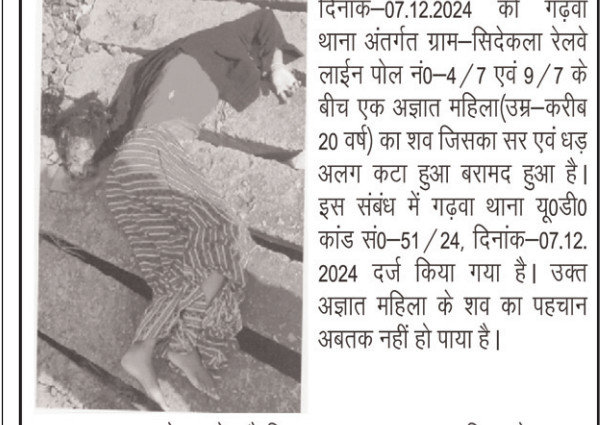 दिनांक–07.12.2024 को गढ़वा
थाना अंतर्गत ग्राम–सिदेकला रेलवे
लाईन पोल नं0–4/7 एवं 9/7 के
बीच एक अज्ञात महिला(उम्र–करीब
20 वर्ष) का शव जिसका सर एवं धड़
अलग कटा हुआ बरामद हुआ है।
इस संबंध में गढ़वा थाना यू0डी0
कांड सं0–51/24, दिनांक–07.12.
2024 दर्ज किया गया है। उक्त
अज्ञात महिला के शव का पहचान
अबतक नहीं हो पाया है।